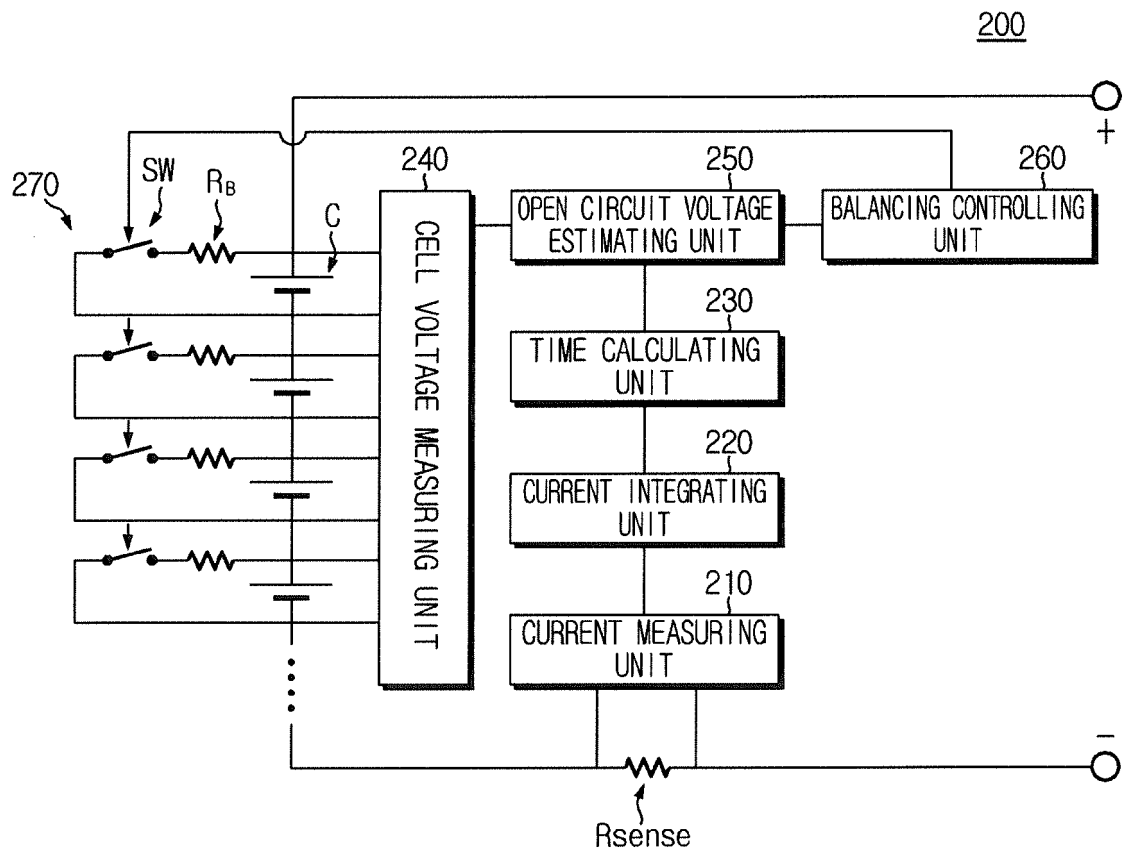 200
+
240
250
260
SW
270
RB
C
OPEN CIRCUIT VOLTAGE
ESTIMATING UNIT
BALANCING CONTROLLING
UNIT
CELL VOLTAGE MEASURING UNIT
230
TIME CALCULATING
UNIT
220
CURRENT INTEGRATING
UNIT
210
CURRENT MEASURING
UNIT
−
Rsense